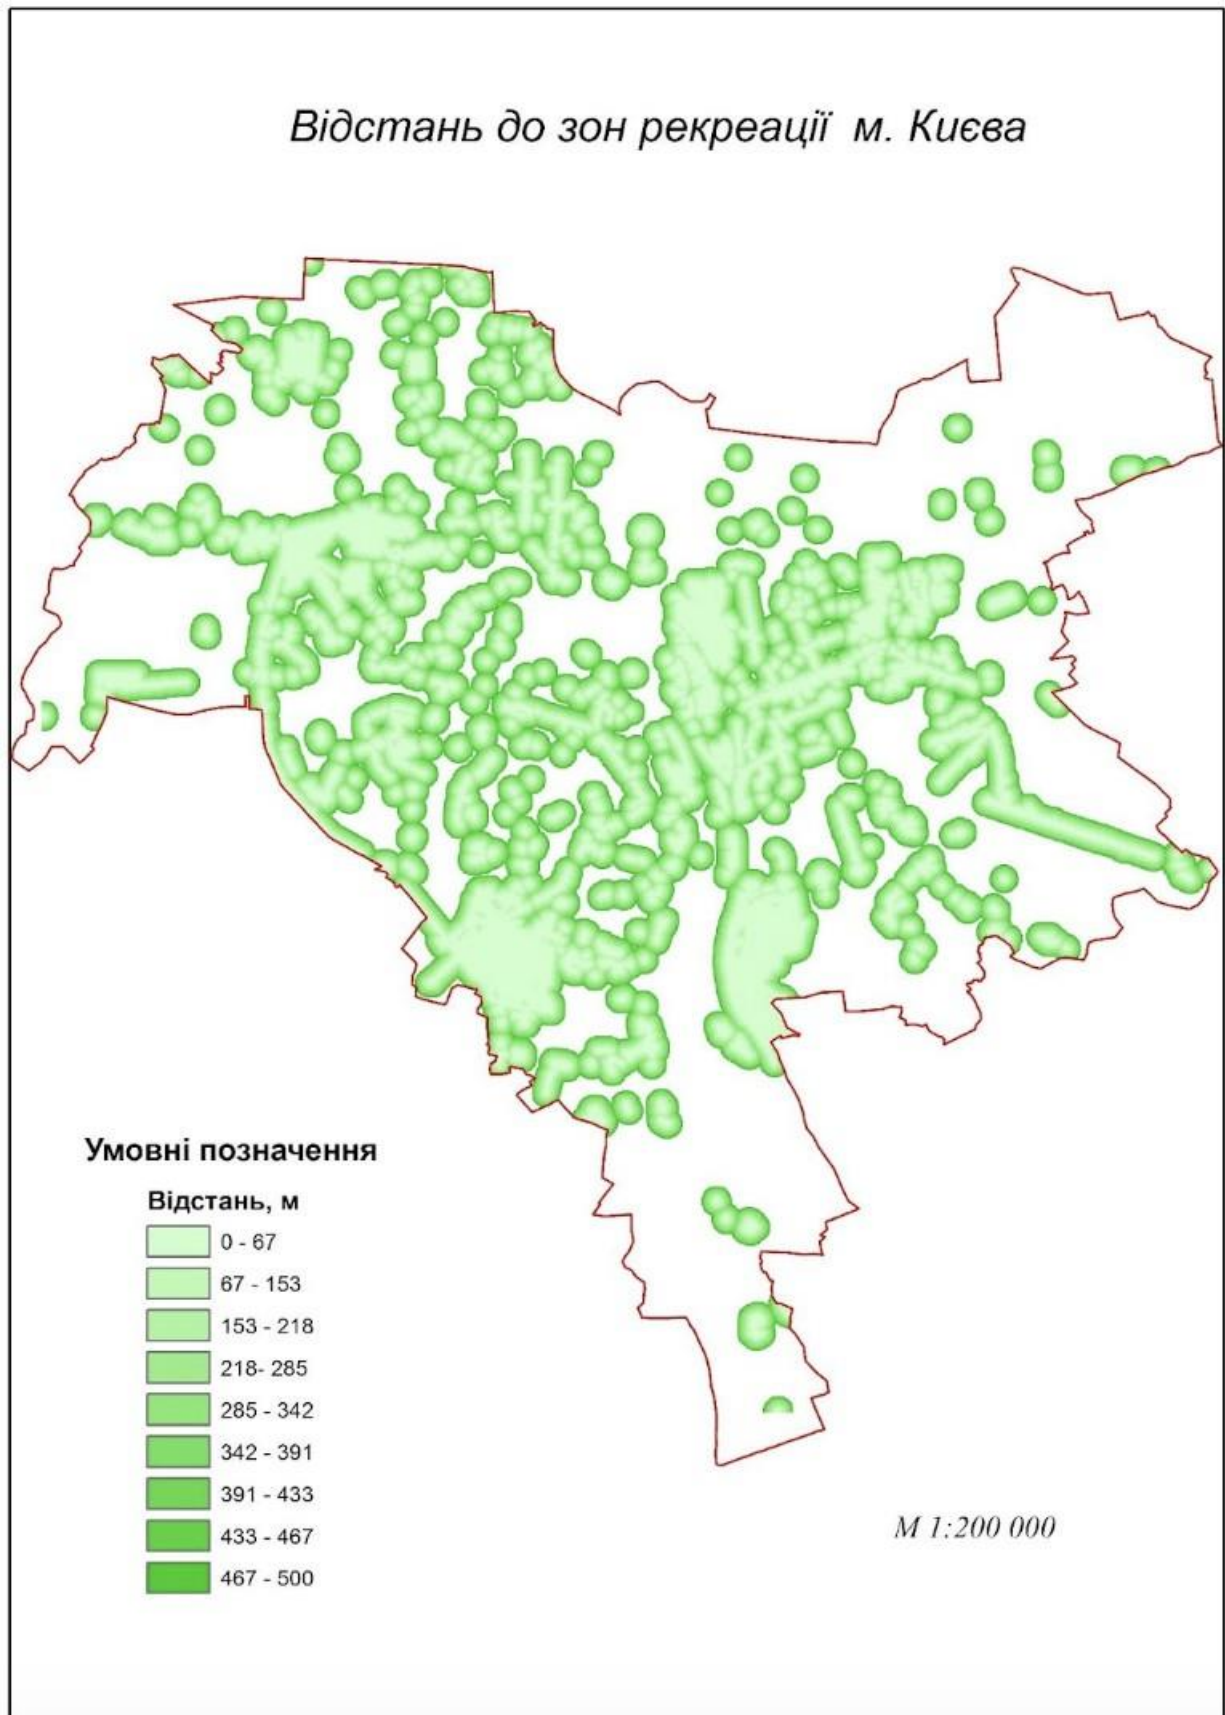 Відстань до зон рекреації м. Києва
Умовні позначення
Відстань, м
0 - 67
67 - 153
153 - 218
218- 285
285 - 342
342 - 391
391 - 433
433 - 467
467 - 500
М 1:200 000